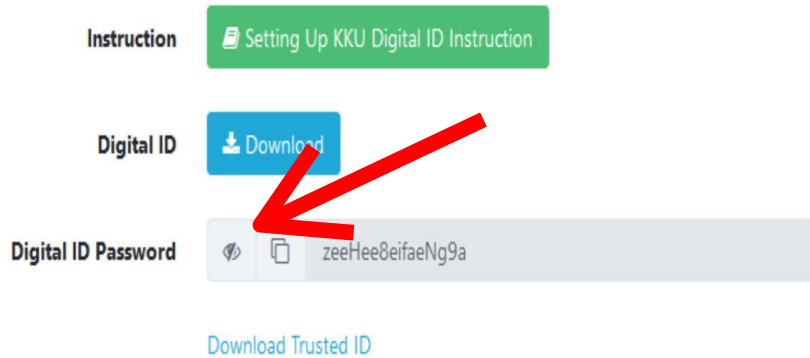 Instruction Setting Up KKU Digital ID Instruction
Digital ID Download
Digital ID Password zeeHee8eifaeNg9a
Download Trusted ID